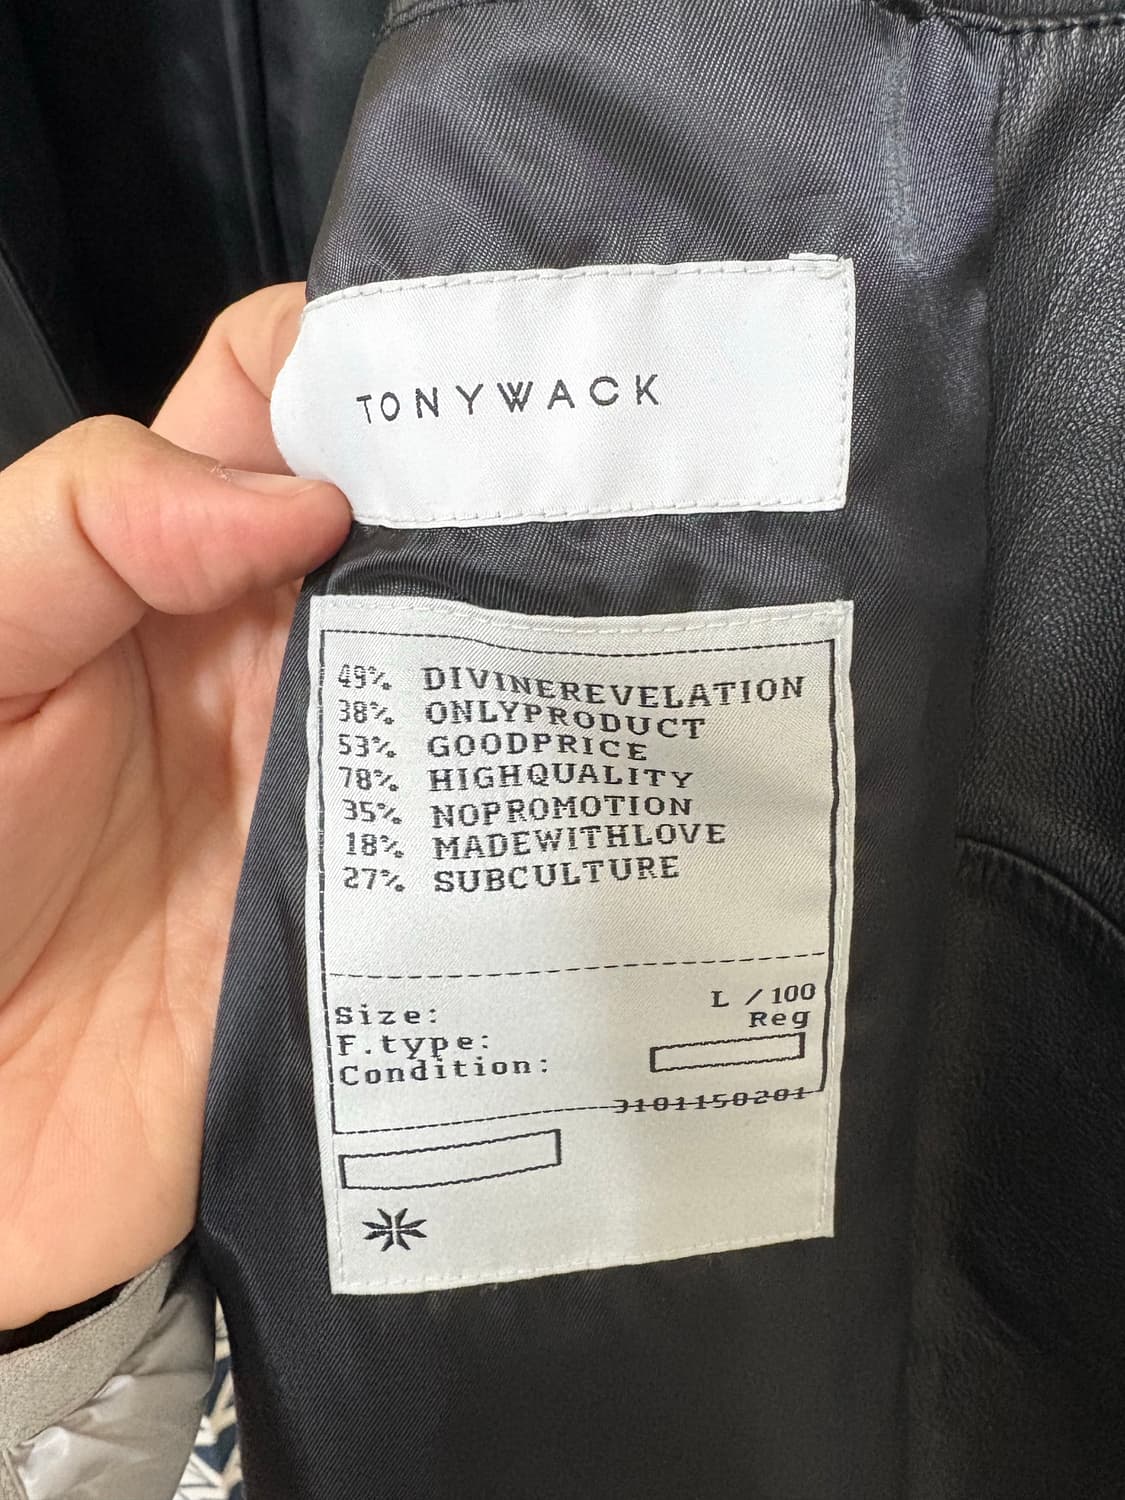 TONYWACK
49% DIVINEREVELATION
38% ONLYPRODUCT
53% GOODPRICE
78% HIGHQUALITY
35% NOPROMOTION
18% MADEWITHLOVE
27% SUBCULTURE
Size: L / 100
F.type: Reg
Condition:
3101150201